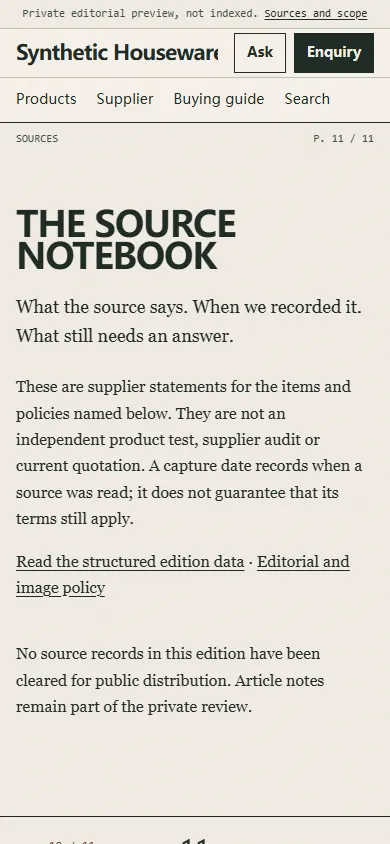 Private editorial preview, not indexed. Sources and scope
Synthetic Houseware
Ask
Enquiry
Products Supplier Buying guide Search
SOURCES
P. 11 / 11
THE SOURCE
NOTEBOOK
What the source says. When we recorded it.
What still needs an answer.
These are supplier statements for the items and
policies named below. They are not an
independent product test, supplier audit or
current quotation. A capture date records when a
source was read; it does not guarantee that its
terms still apply.
Read the structured edition data · Editorial and
image policy
No source records in this edition have been
cleared for public distribution. Article notes
remain part of the private review.